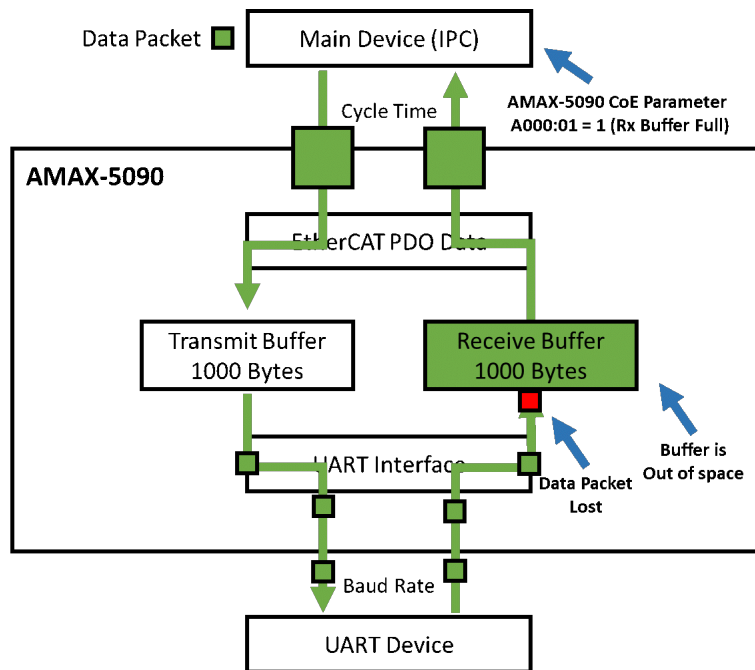 Data Packet
Main Device (IPC)
Cycle Time
AMAX-5090 CoE Parameter
A000:01 = 1 (Rx Buffer Full)
AMAX-5090
EtherCAT PDO Data
Transmit Buffer
1000 Bytes
Receive Buffer
1000 Bytes
UART Interface
Data Packet
Lost
Buffer is
Out of space
Baud Rate
UART Device